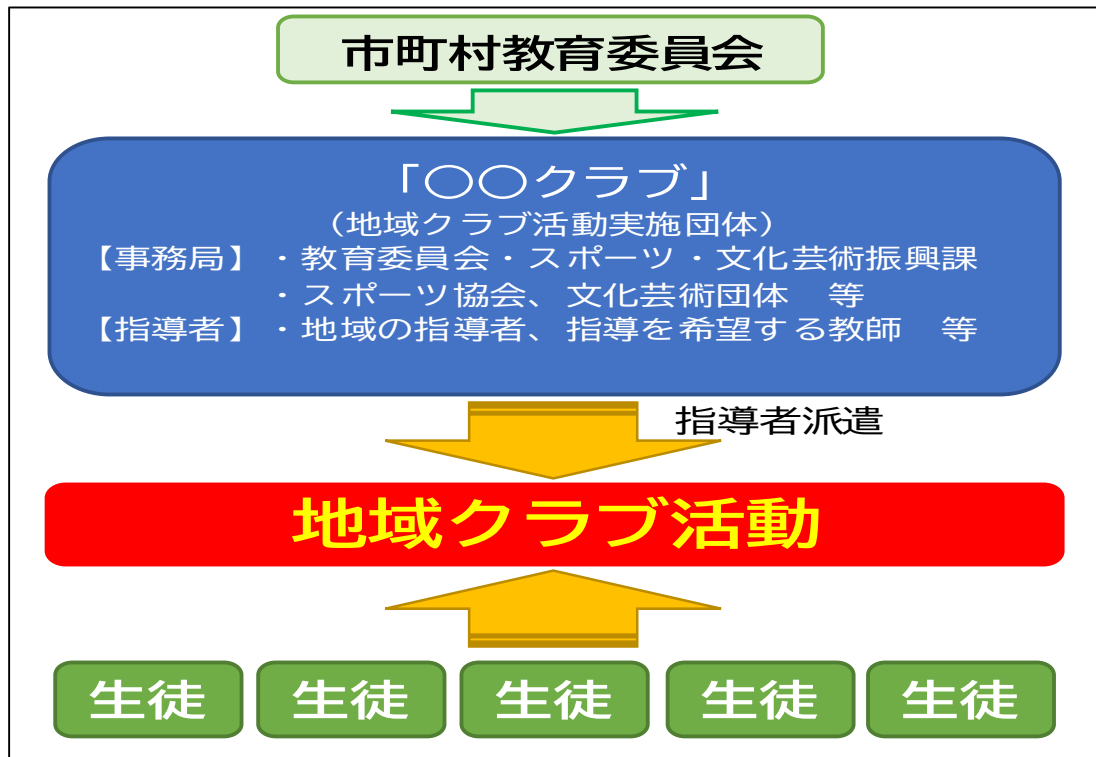 市町村教育委員会
「〇〇クラブ」
(地域クラブ活動実施団体)
【事務局】・教育委員会・スポーツ・文化芸術振興課
・スポーツ協会、文化芸術団体　等
【指導者】・地域の指導者、指導を希望する教師　等
指導者派遣
地域クラブ活動
生徒 生徒 生徒 生徒 生徒